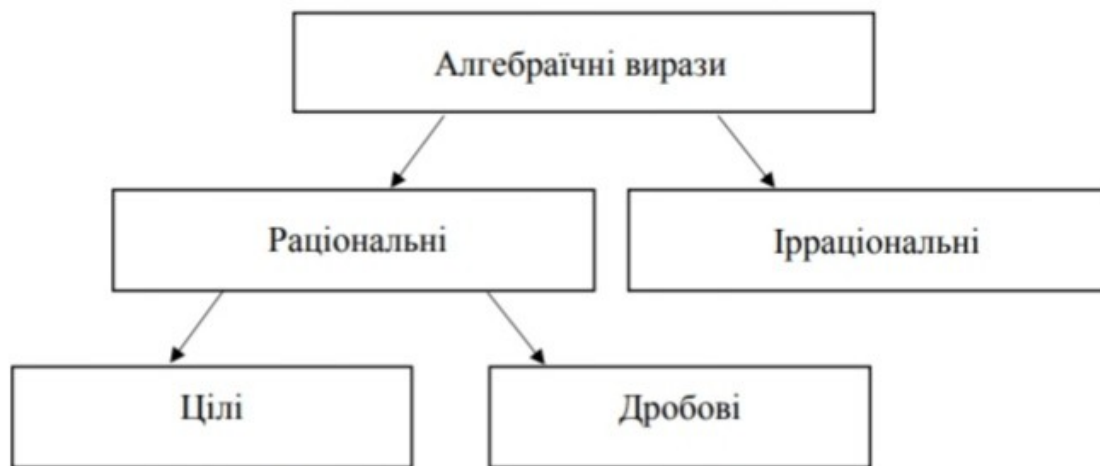 Алгебраїчні вирази
Раціональні
Ірраціональні
Цілі
Дробові